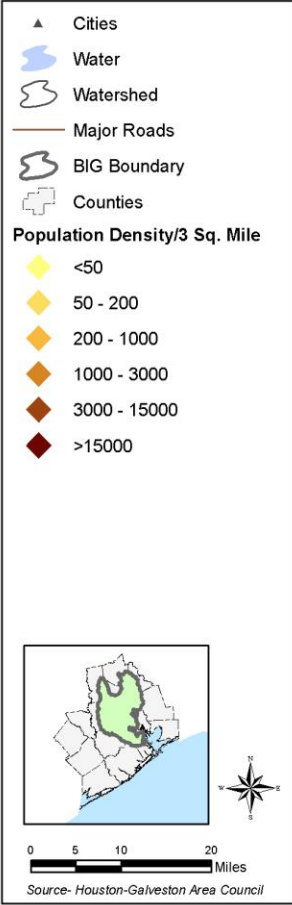 Cities
Water
Watershed
Major Roads
BIG Boundary
Counties
Population Density/3 Sq. Mile
<50
50 - 200
200 - 1000
1000 - 3000
3000 - 15000
>15000
N
W E
S
0 5 10 20
Miles
Source- Houston-Galveston Area Council